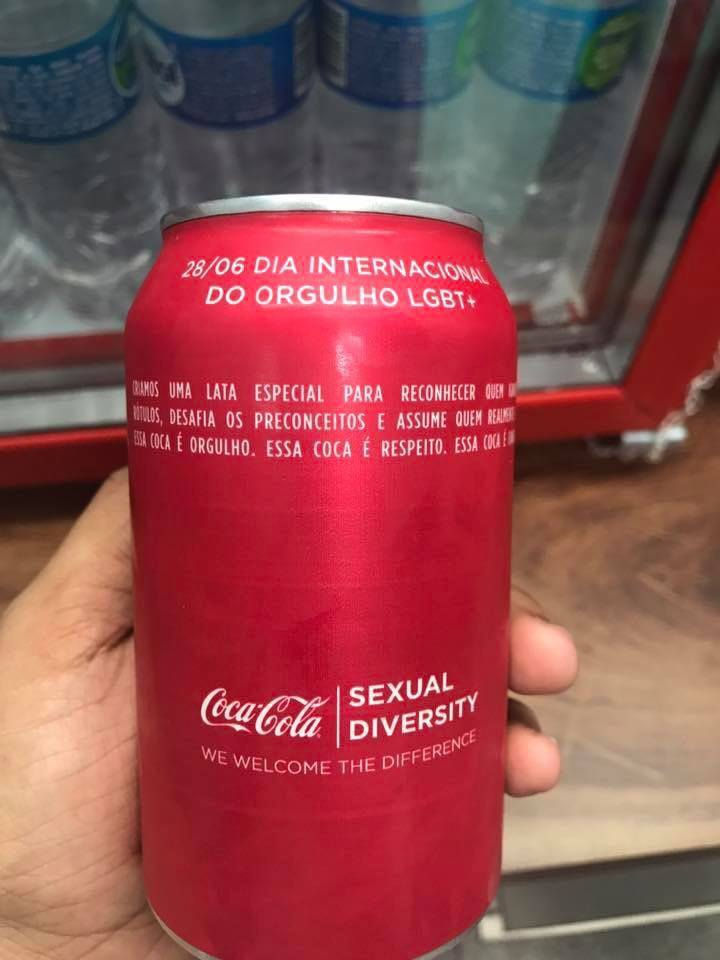 28/06 DIA INTERNACIONAL
DO ORGULHO LGBT+
CRIAMOS UMA LATA ESPECIAL PARA RECONHECER QUEM
RÓTULOS, DESAFIA OS PRECONCEITOS E ASSUME QUEM
ESSA COCA É ORGULHO. ESSA COCA É RESPEITO. ESSA COCA É
Coca-Cola
SEXUAL
DIVERSITY
WE WELCOME THE DIFFERENCE